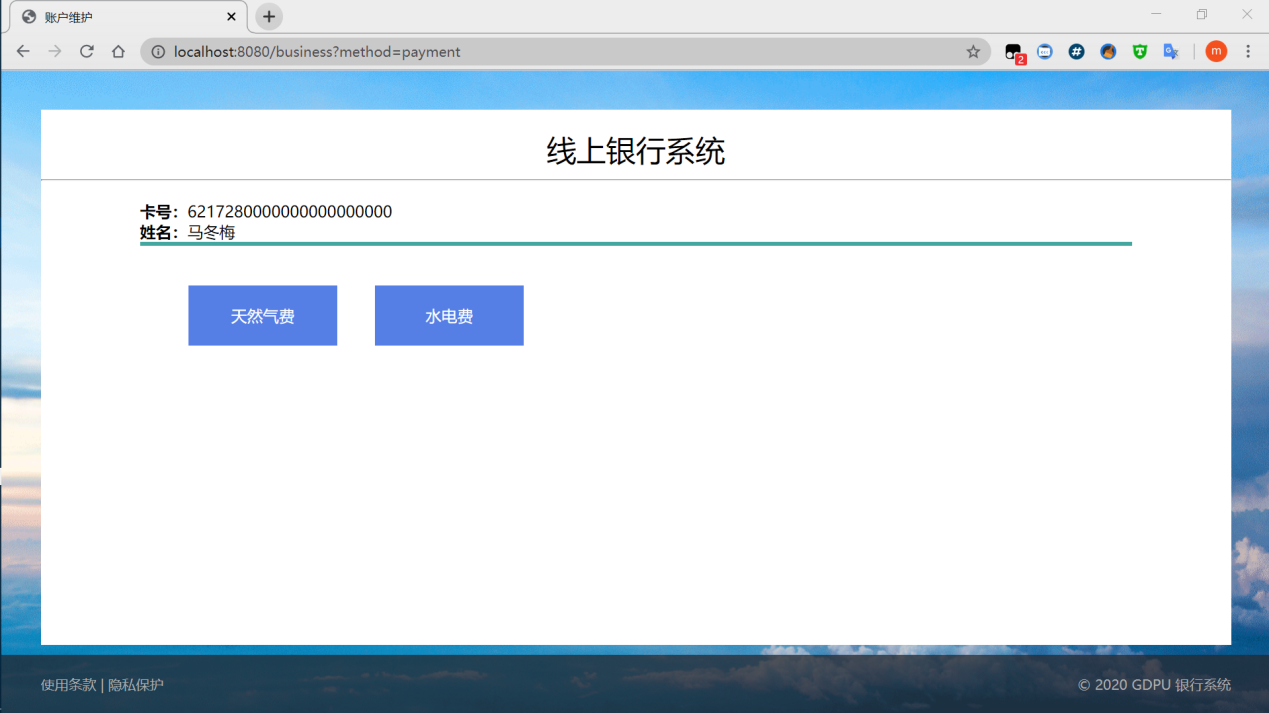 账户维护
localhost:8080/business?method=payment
2
m
线上银行系统
卡号：6217280000000000000000
姓名：马冬梅
天然气费
水电费
使用条款 | 隐私保护
© 2020 GDPU 银行系统